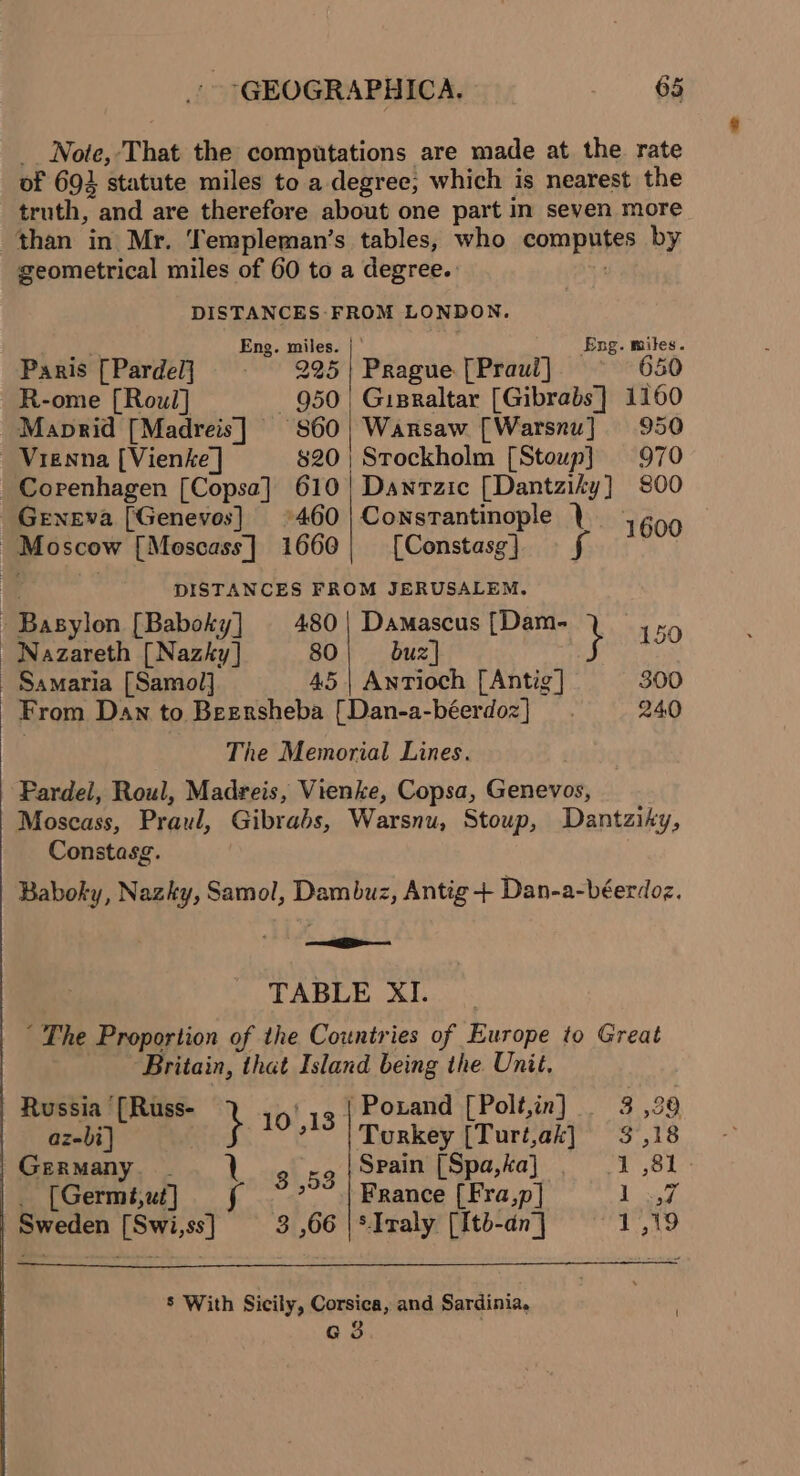 GEOGRAPHICA. 65
Note, That the computations are made at the rate
of 69½ statute miles to a degree; which is nearest the
truth, and are therefore about one part in seven more
than in Mr. Templeman's tables, who computes by
geometrical miles of 60 to a degree.
DISTANCES FROM LONDON.
Eng. miles. | Eng. miles.
Paris [Pardel] 225 | Prague [Praul] 650
R-ome [Roul] 950 | Gibraltar [Gibrabs] 1160
Madrid [Madreis] 860 | Warsaw [Warsnu] 950
Vienna [Vienke] 820 | Stockholm [Stoup] 970
Copenhagen [Copsa] 610 | Dantzic [Dantziky] 800
Geneva [Genevos] 460 | Constantinople } 1600
Moscow [Moscass] 1660 | [Constasg]
DISTANCES FROM JERUSALEM.
Babylon [Baboky] 480 | Damascus [Dam- } 150
Nazareth [Nazky] 80 | buz]
Samaria [Samol] 45 | Antioch [Antig] 300
From Dan to Beersheba [Dan-a-béerdoz] 240
The Memorial Lines.
Pardel, Roul, Madreis, Vienke, Copsa, Genevos,
Moscass, Praul, Gibrabs, Warsnu, Stoup, Dantziky,
Constasg.
Baboky, Nazky, Samol, Dambuz, Antig + Dan-a-béerdoz.
TABLE XI.
The Proportion of the Countries of Europe to Great
Britain, that Island being the Unit.
Russia [Russ- } 10,13 | Poland [Polt,in] 3,39
az-bi] | Turkey [Turt,ak] 3,18
Germany } 3,53 | Spain [Spa,ka] 1,81
[Germt,ut] | France [Fra,p] 1,7
Sweden [Swi,ss] 3,66 | s Italy [Itb-an] 1,19
s With Sicily, Corsica, and Sardinia.
G 3